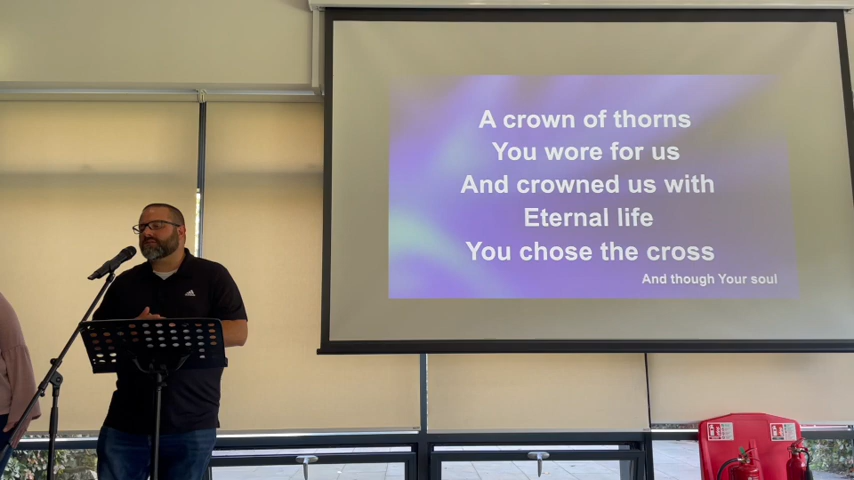 A crown of thorns
You wore for us
And crowned us with
Eternal life
You chose the cross
And though Your soul